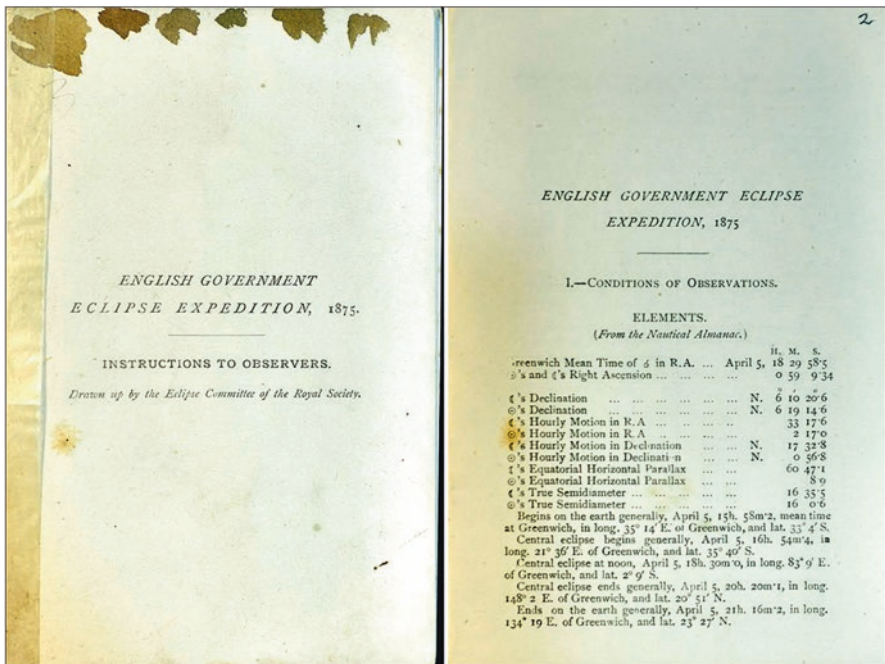 ENGLISH GOVERNMENT
ECLIPSE EXPEDITION, 1875.
INSTRUCTIONS TO OBSERVERS.
Drawn up by the Eclipse Committee of the Royal Society.
2
ENGLISH GOVERNMENT ECLIPSE
EXPEDITION, 1875
I.—CONDITIONS OF OBSERVATIONS.
ELEMENTS.
(From the Nautical Almanac.)
H. M. S.
reenwich Mean Time of ☌ in R.A. ... April 5, 18 29 58·5
☉'s and ☾'s Right Ascension ... ... ... ... 0 59 9·34
° ′ ″
☾'s Declination ... ... ... ... ... N. 6 10 20·6
☉'s Declination ... ... ... ... ... N. 6 19 14·6
☾'s Hourly Motion in R.A ... ... ... .. 33 17·6
☉'s Hourly Motion in R.A .. ... ... ... 2 17·0
☾'s Hourly Motion in Declination ... ... N. 17 32·8
☉'s Hourly Motion in Declinati n ... ... N. 0 56·8
☾'s Equatorial Horizontal Parallax ... ... 60 47·1
☉'s Equatorial Horizontal Parallax ... ... 8 9
☾'s True Semidiameter ... ... ... ... ... 16 35·5
☉'s True Semidiameter ... ... ... ... ... 16 0·6
Begins on the earth generally, April 5, 15h. 58m·2, mean time
at Greenwich, in long. 35° 14′ E. of Greenwich, and lat. 33° 4′ S.
Central eclipse begins generally, April 5, 16h. 54m·4, in
long. 21° 36′ E. of Greenwich, and lat. 35° 40′ S.
Central eclipse at noon, April 5, 18h. 30m·0, in long. 83° 9′ E.
of Greenwich, and lat. 2° 9′ S.
Central eclipse ends generally, April 5, 20h. 20m·1, in long.
148° 2 E. of Greenwich, and lat. 20° 51′ N.
Ends on the earth generally, April 5, 21h. 16m·2, in long.
134° 19 E. of Greenwich, and lat. 23° 27′ N.